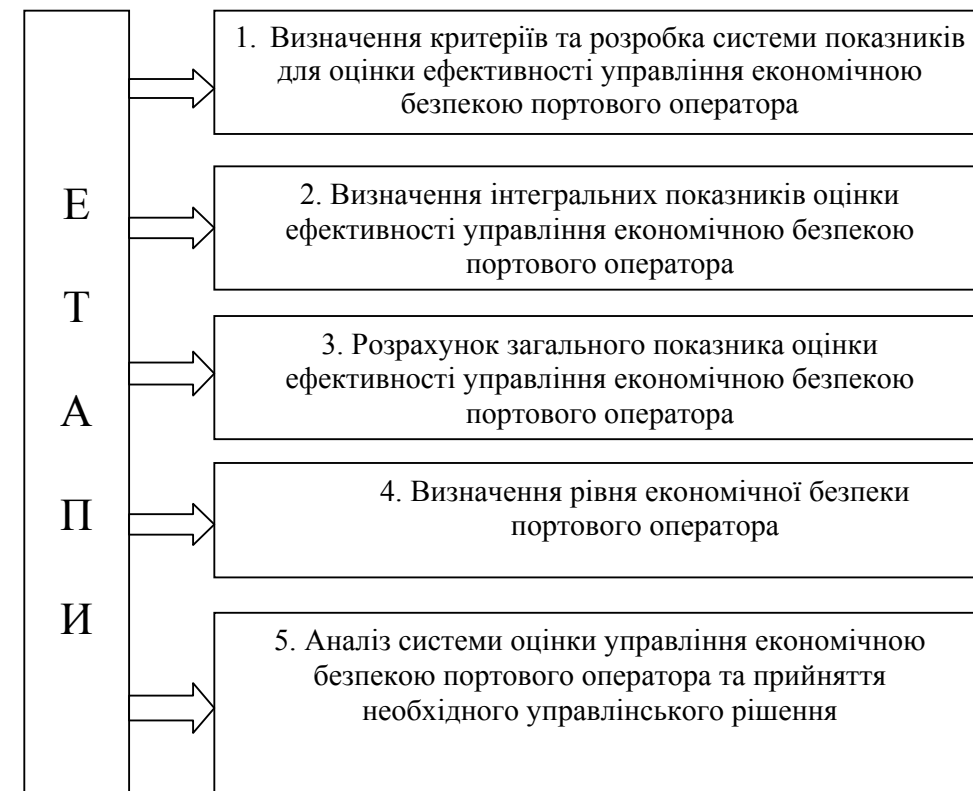 Е
Т
А
П
И
1. Визначення критеріїв та розробка системи показників
для оцінки ефективності управління економічною
безпекою портового оператора
2. Визначення інтегральних показників оцінки
ефективності управління економічною безпекою
портового оператора
3. Розрахунок загального показника оцінки
ефективності управління економічною безпекою
портового оператора
4. Визначення рівня економічної безпеки
портового оператора
5. Аналіз системи оцінки управління економічною
безпекою портового оператора та прийняття
необхідного управлінського рішення